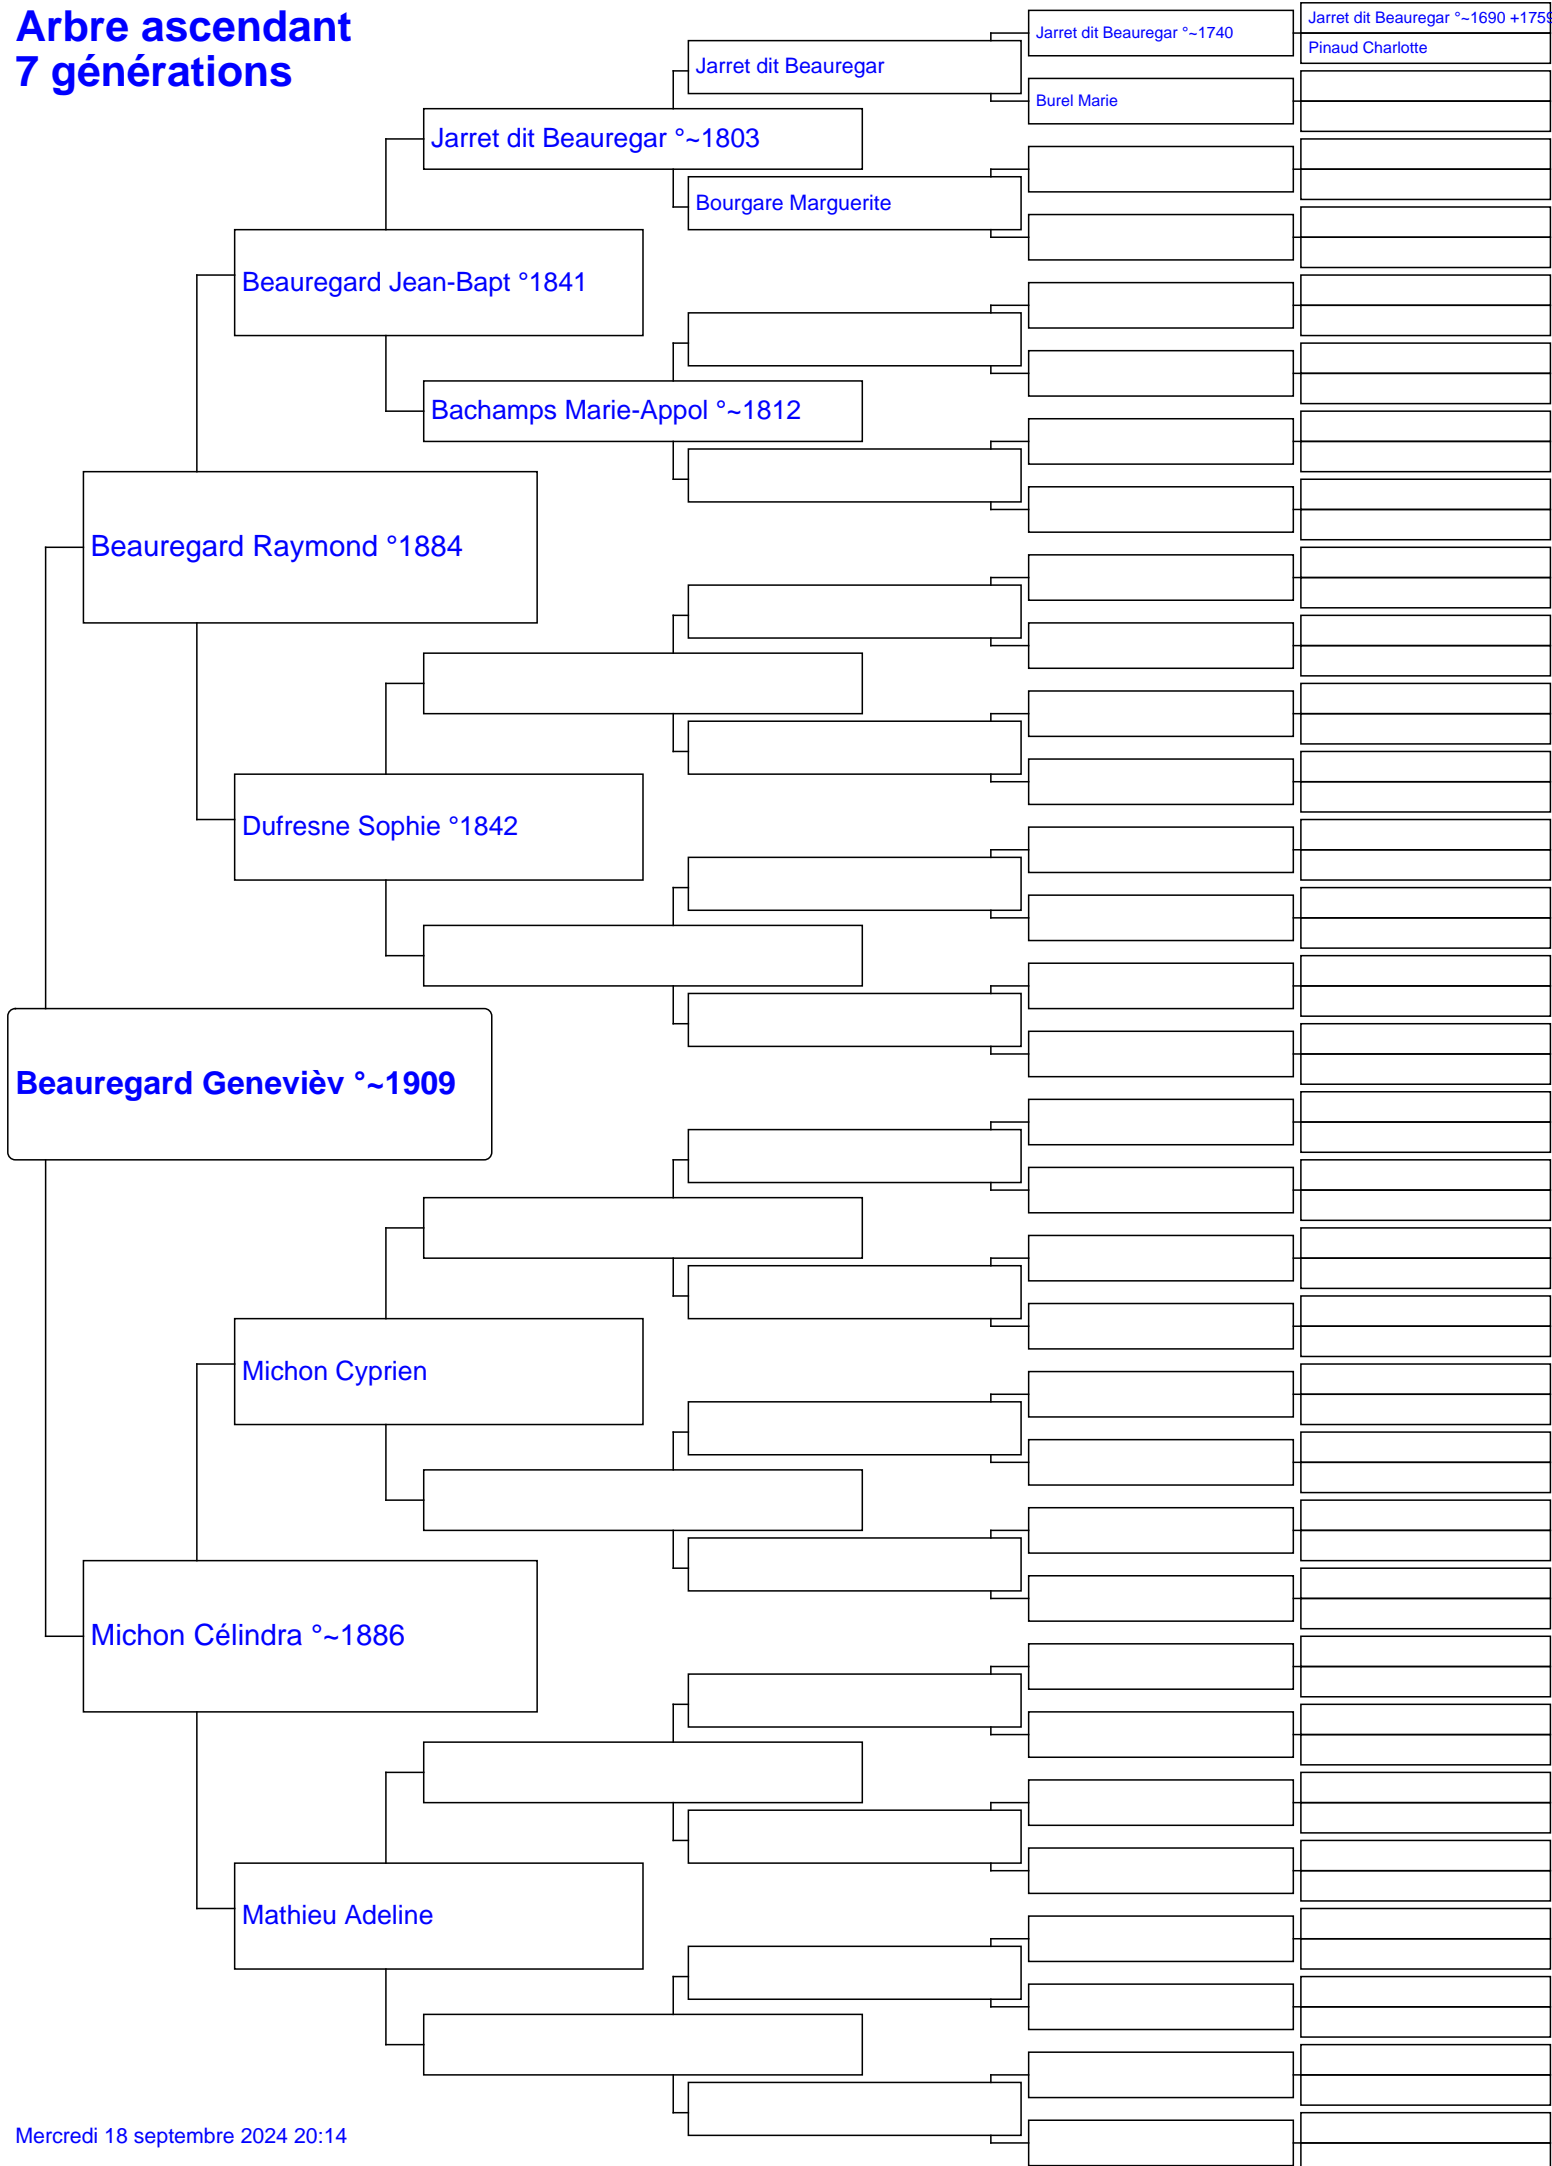 Arbre ascendant
7 générations
Jarret dit Beauregar °~1690 +1759
Jarret dit Beauregar °~1740
Pinaud Charlotte
Jarret dit Beauregar
Burel Marie
Jarret dit Beauregar °~1803
Bourgare Marguerite
Beauregard Jean-Bapt °1841
Bachamps Marie-Appol °~1812
Beauregard Raymond °1884
Dufresne Sophie °1842
Beauregard Genevièv °~1909
Michon Cyprien
Michon Célindra °~1886
Mathieu Adeline
Mercredi 18 septembre 2024 20:14